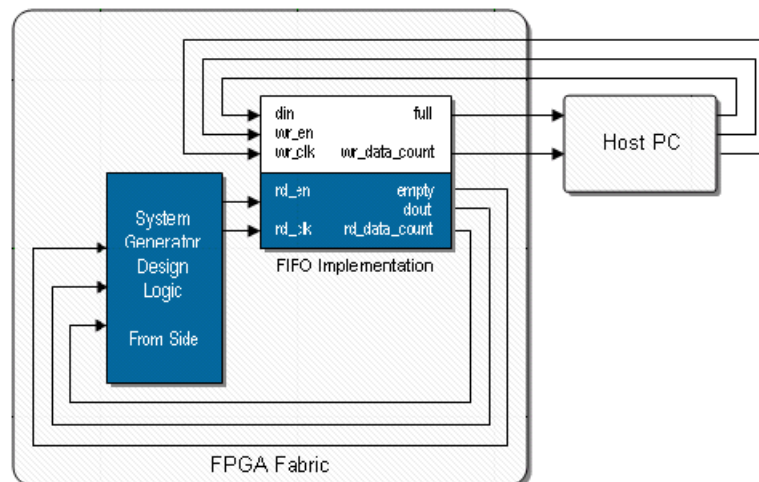 din full
wr_en
wr_clk wr_data_count
rd_en empty
dout
rd_clk rd_data_count
FIFO Implementation
Host PC
System
Generator
Design
Logic
From Side
FPGA Fabric